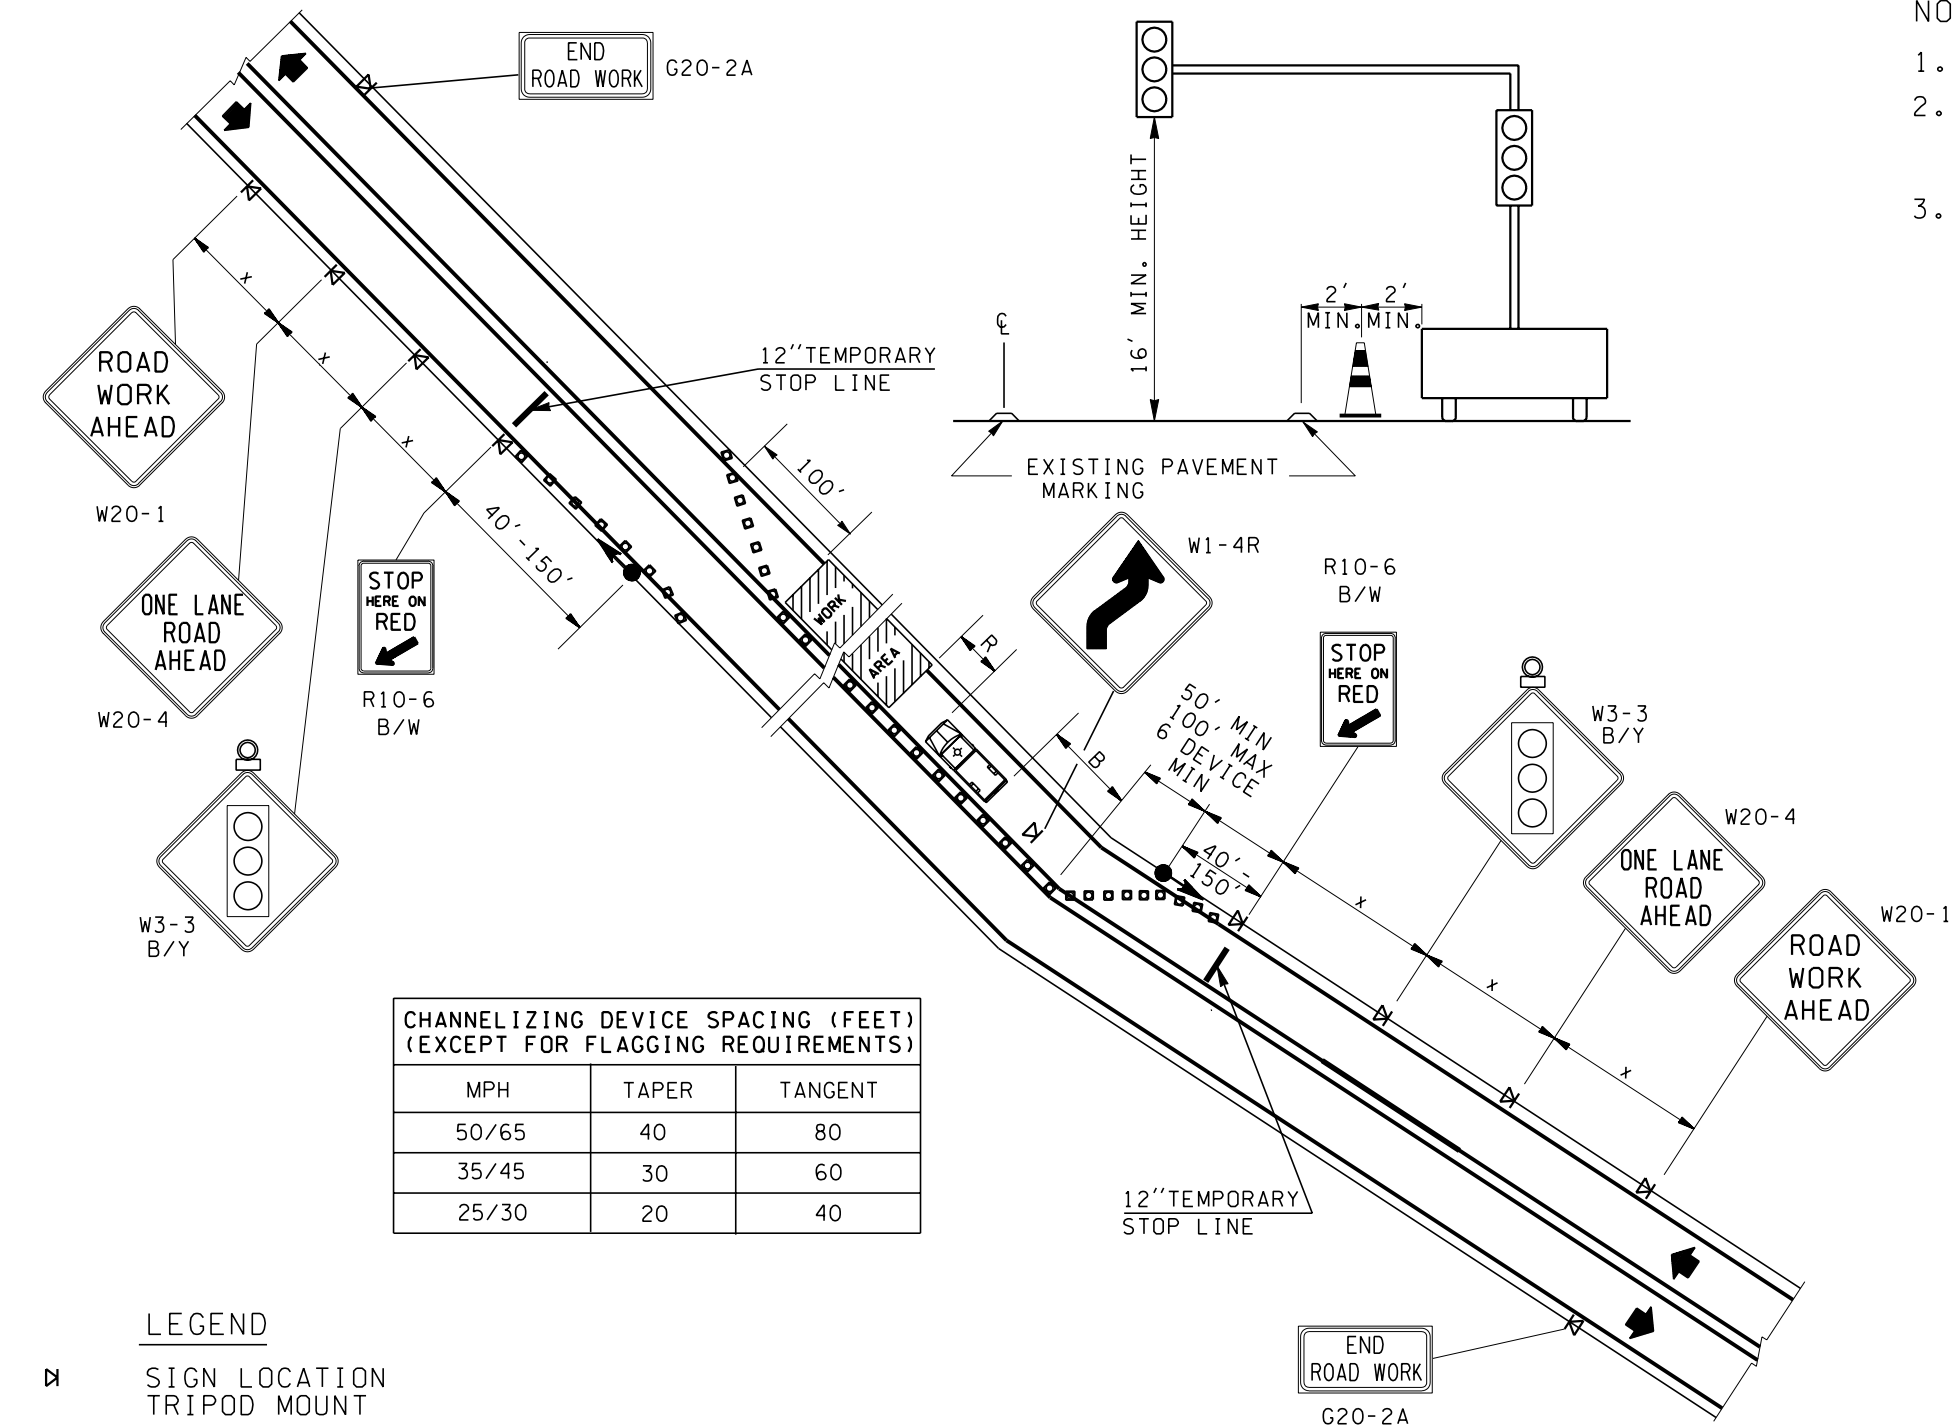 END
ROAD WORK
G20-2A
NO
1.
2.
3.
16' MIN. HEIGHT
2' 2'
MIN. MIN.
℄
EXISTING PAVEMENT
MARKING
12"TEMPORARY
STOP LINE
X
X
X
40'-150'
100'
ROAD
WORK
AHEAD
W20-1
ONE LANE
ROAD
AHEAD
W20-4
STOP
HERE ON
RED
R10-6
B/W
W3-3
B/Y
WORK
AREA
R
B
W1-4R
50' MIN
100' MAX
6 DEVICE
MIN
40'-
150'
R10-6
B/W
STOP
HERE ON
RED
W3-3
B/Y
W20-4
ONE LANE
ROAD
AHEAD
W20-1
ROAD
WORK
AHEAD
X
X
X
CHANNELIZING DEVICE SPACING (FEET)
(EXCEPT FOR FLAGGING REQUIREMENTS)
MPH TAPER TANGENT
50/65 40 80
35/45 30 60
25/30 20 40
12"TEMPORARY
STOP LINE
LEGEND
SIGN LOCATION
TRIPOD MOUNT
END
ROAD WORK
G20-2A